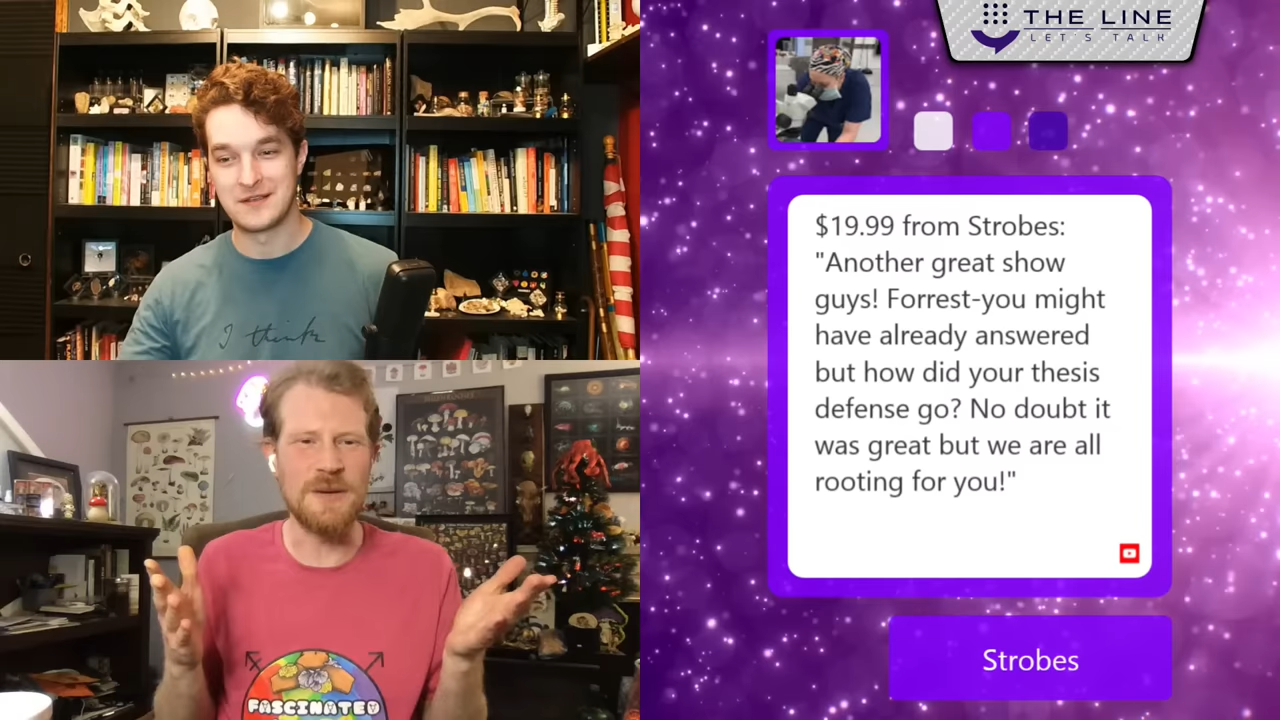 THE LINE
LET'S TALK
$19.99 from Strobes:
"Another great show
guys! Forrest-you might
have already answered
but how did your thesis
defense go? No doubt it
was great but we are all
rooting for you!"
Strobes
I think
FASCINATED